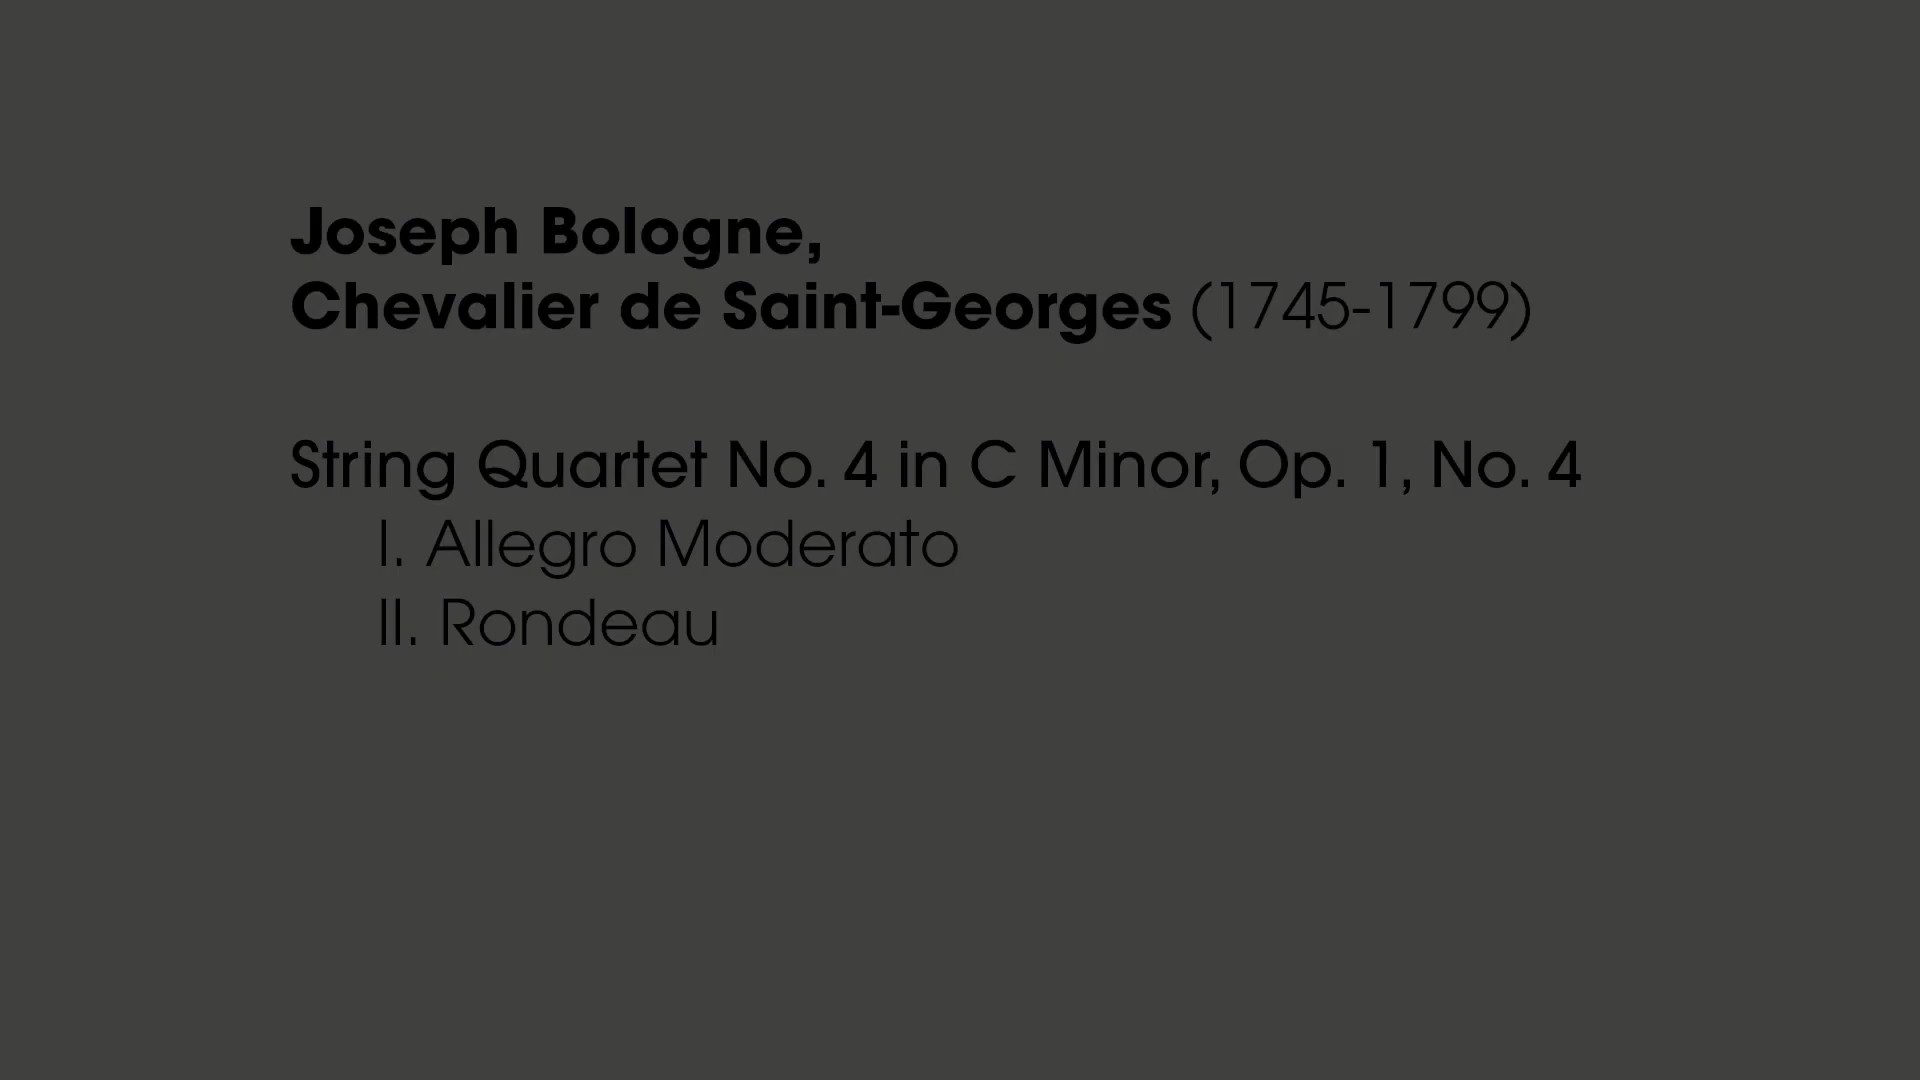 Joseph Bologne,
Chevalier de Saint-Georges (1745-1799)
String Quartet No. 4 in C Minor, Op. 1, No. 4
I. Allegro Moderato
II. Rondeau